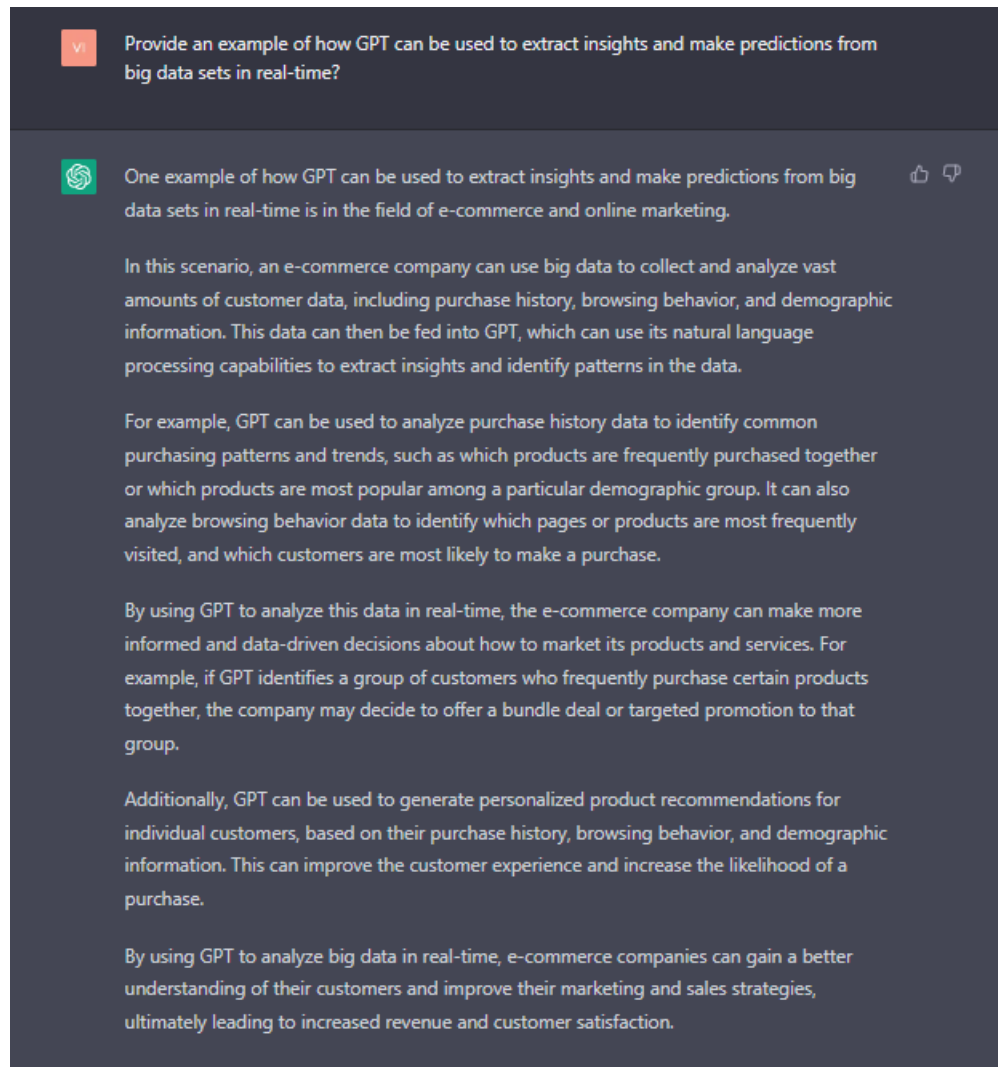 VI
Provide an example of how GPT can be used to extract insights and make predictions from
big data sets in real-time?
One example of how GPT can be used to extract insights and make predictions from big
data sets in real-time is in the field of e-commerce and online marketing.
In this scenario, an e-commerce company can use big data to collect and analyze vast
amounts of customer data, including purchase history, browsing behavior, and demographic
information. This data can then be fed into GPT, which can use its natural language
processing capabilities to extract insights and identify patterns in the data.
For example, GPT can be used to analyze purchase history data to identify common
purchasing patterns and trends, such as which products are frequently purchased together
or which products are most popular among a particular demographic group. It can also
analyze browsing behavior data to identify which pages or products are most frequently
visited, and which customers are most likely to make a purchase.
By using GPT to analyze this data in real-time, the e-commerce company can make more
informed and data-driven decisions about how to market its products and services. For
example, if GPT identifies a group of customers who frequently purchase certain products
together, the company may decide to offer a bundle deal or targeted promotion to that
group.
Additionally, GPT can be used to generate personalized product recommendations for
individual customers, based on their purchase history, browsing behavior, and demographic
information. This can improve the customer experience and increase the likelihood of a
purchase.
By using GPT to analyze big data in real-time, e-commerce companies can gain a better
understanding of their customers and improve their marketing and sales strategies,
ultimately leading to increased revenue and customer satisfaction.